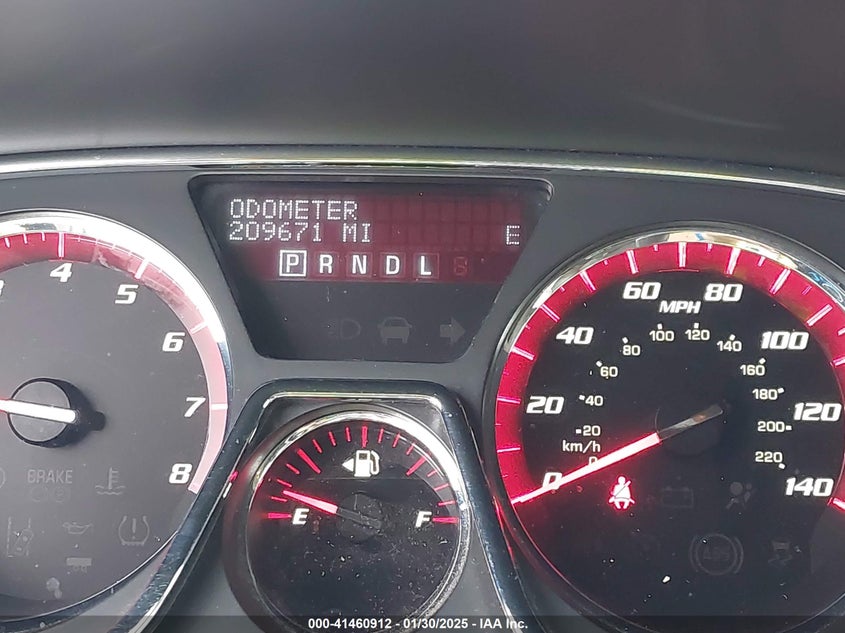 ODOMETER
209671 MI E
P R N D L
4 5 6 7 8
BRAKE
E F
0 20 40 60 80 100 120 140
MPH
20 40 60 80 100 120 140 160 180 200 220
km/h
ABS
000-41460912 - 01/30/2025 - IAA Inc.